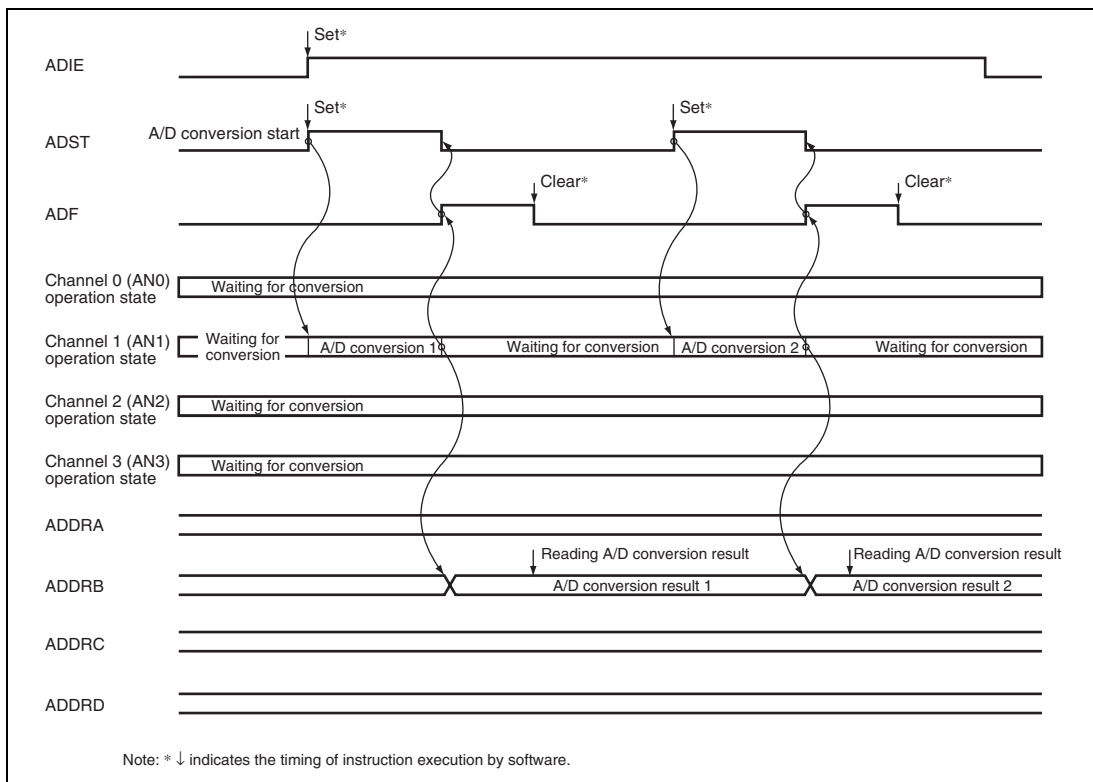 Set*
ADIE
Set*
Set*
A/D conversion start
ADST
Clear*
Clear*
ADF
Channel 0 (AN0)
operation state
Waiting for conversion
Channel 1 (AN1)
operation state
Waiting for
conversion
A/D conversion 1
Waiting for conversion
A/D conversion 2
Waiting for conversion
Channel 2 (AN2)
operation state
Waiting for conversion
Channel 3 (AN3)
operation state
Waiting for conversion
ADDRA
Reading A/D conversion result
Reading A/D conversion result
ADDRB
A/D conversion result 1
A/D conversion result 2
ADDRC
ADDRD
Note: * ↓ indicates the timing of instruction execution by software.